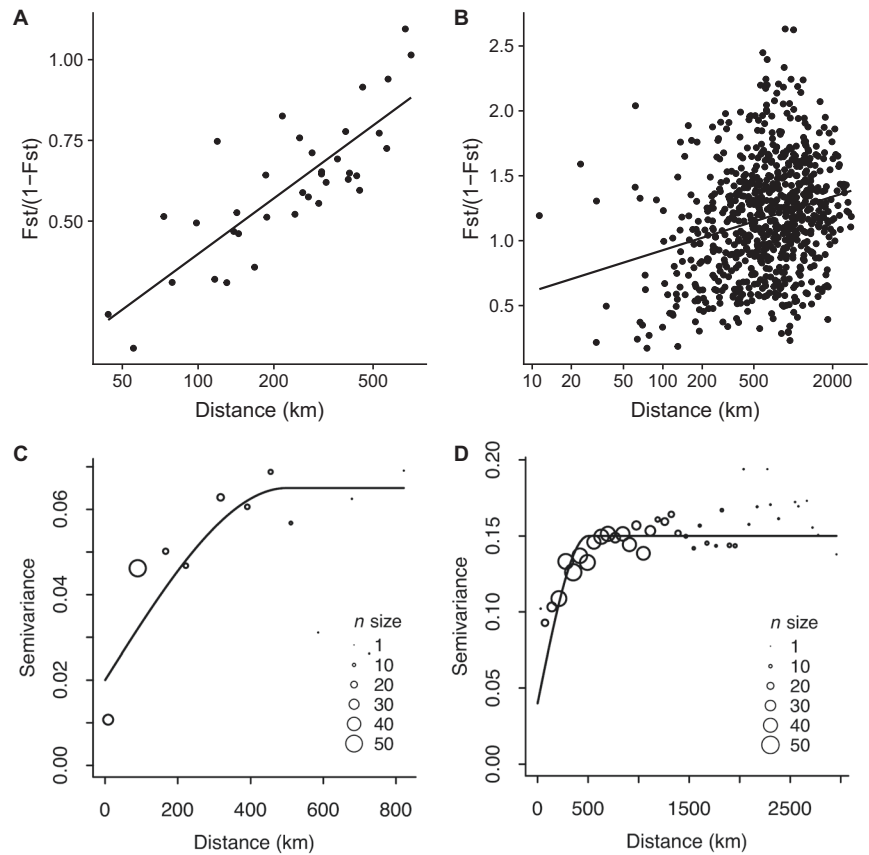 A
Fst/(1−Fst)
1.00
0.75
0.50
50 100 200 500
Distance (km)
B
Fst/(1−Fst)
2.5
2.0
1.5
1.0
0.5
10 20 50 100 200 500 2000
Distance (km)
C
Semivariance
0.06
0.04
0.02
0.00
n size
1
10
20
30
40
50
0 200 400 600 800
Distance (km)
D
Semivariance
0.20
0.15
0.10
0.05
0.00
n size
1
10
20
30
40
50
0 500 1500 2500
Distance (km)